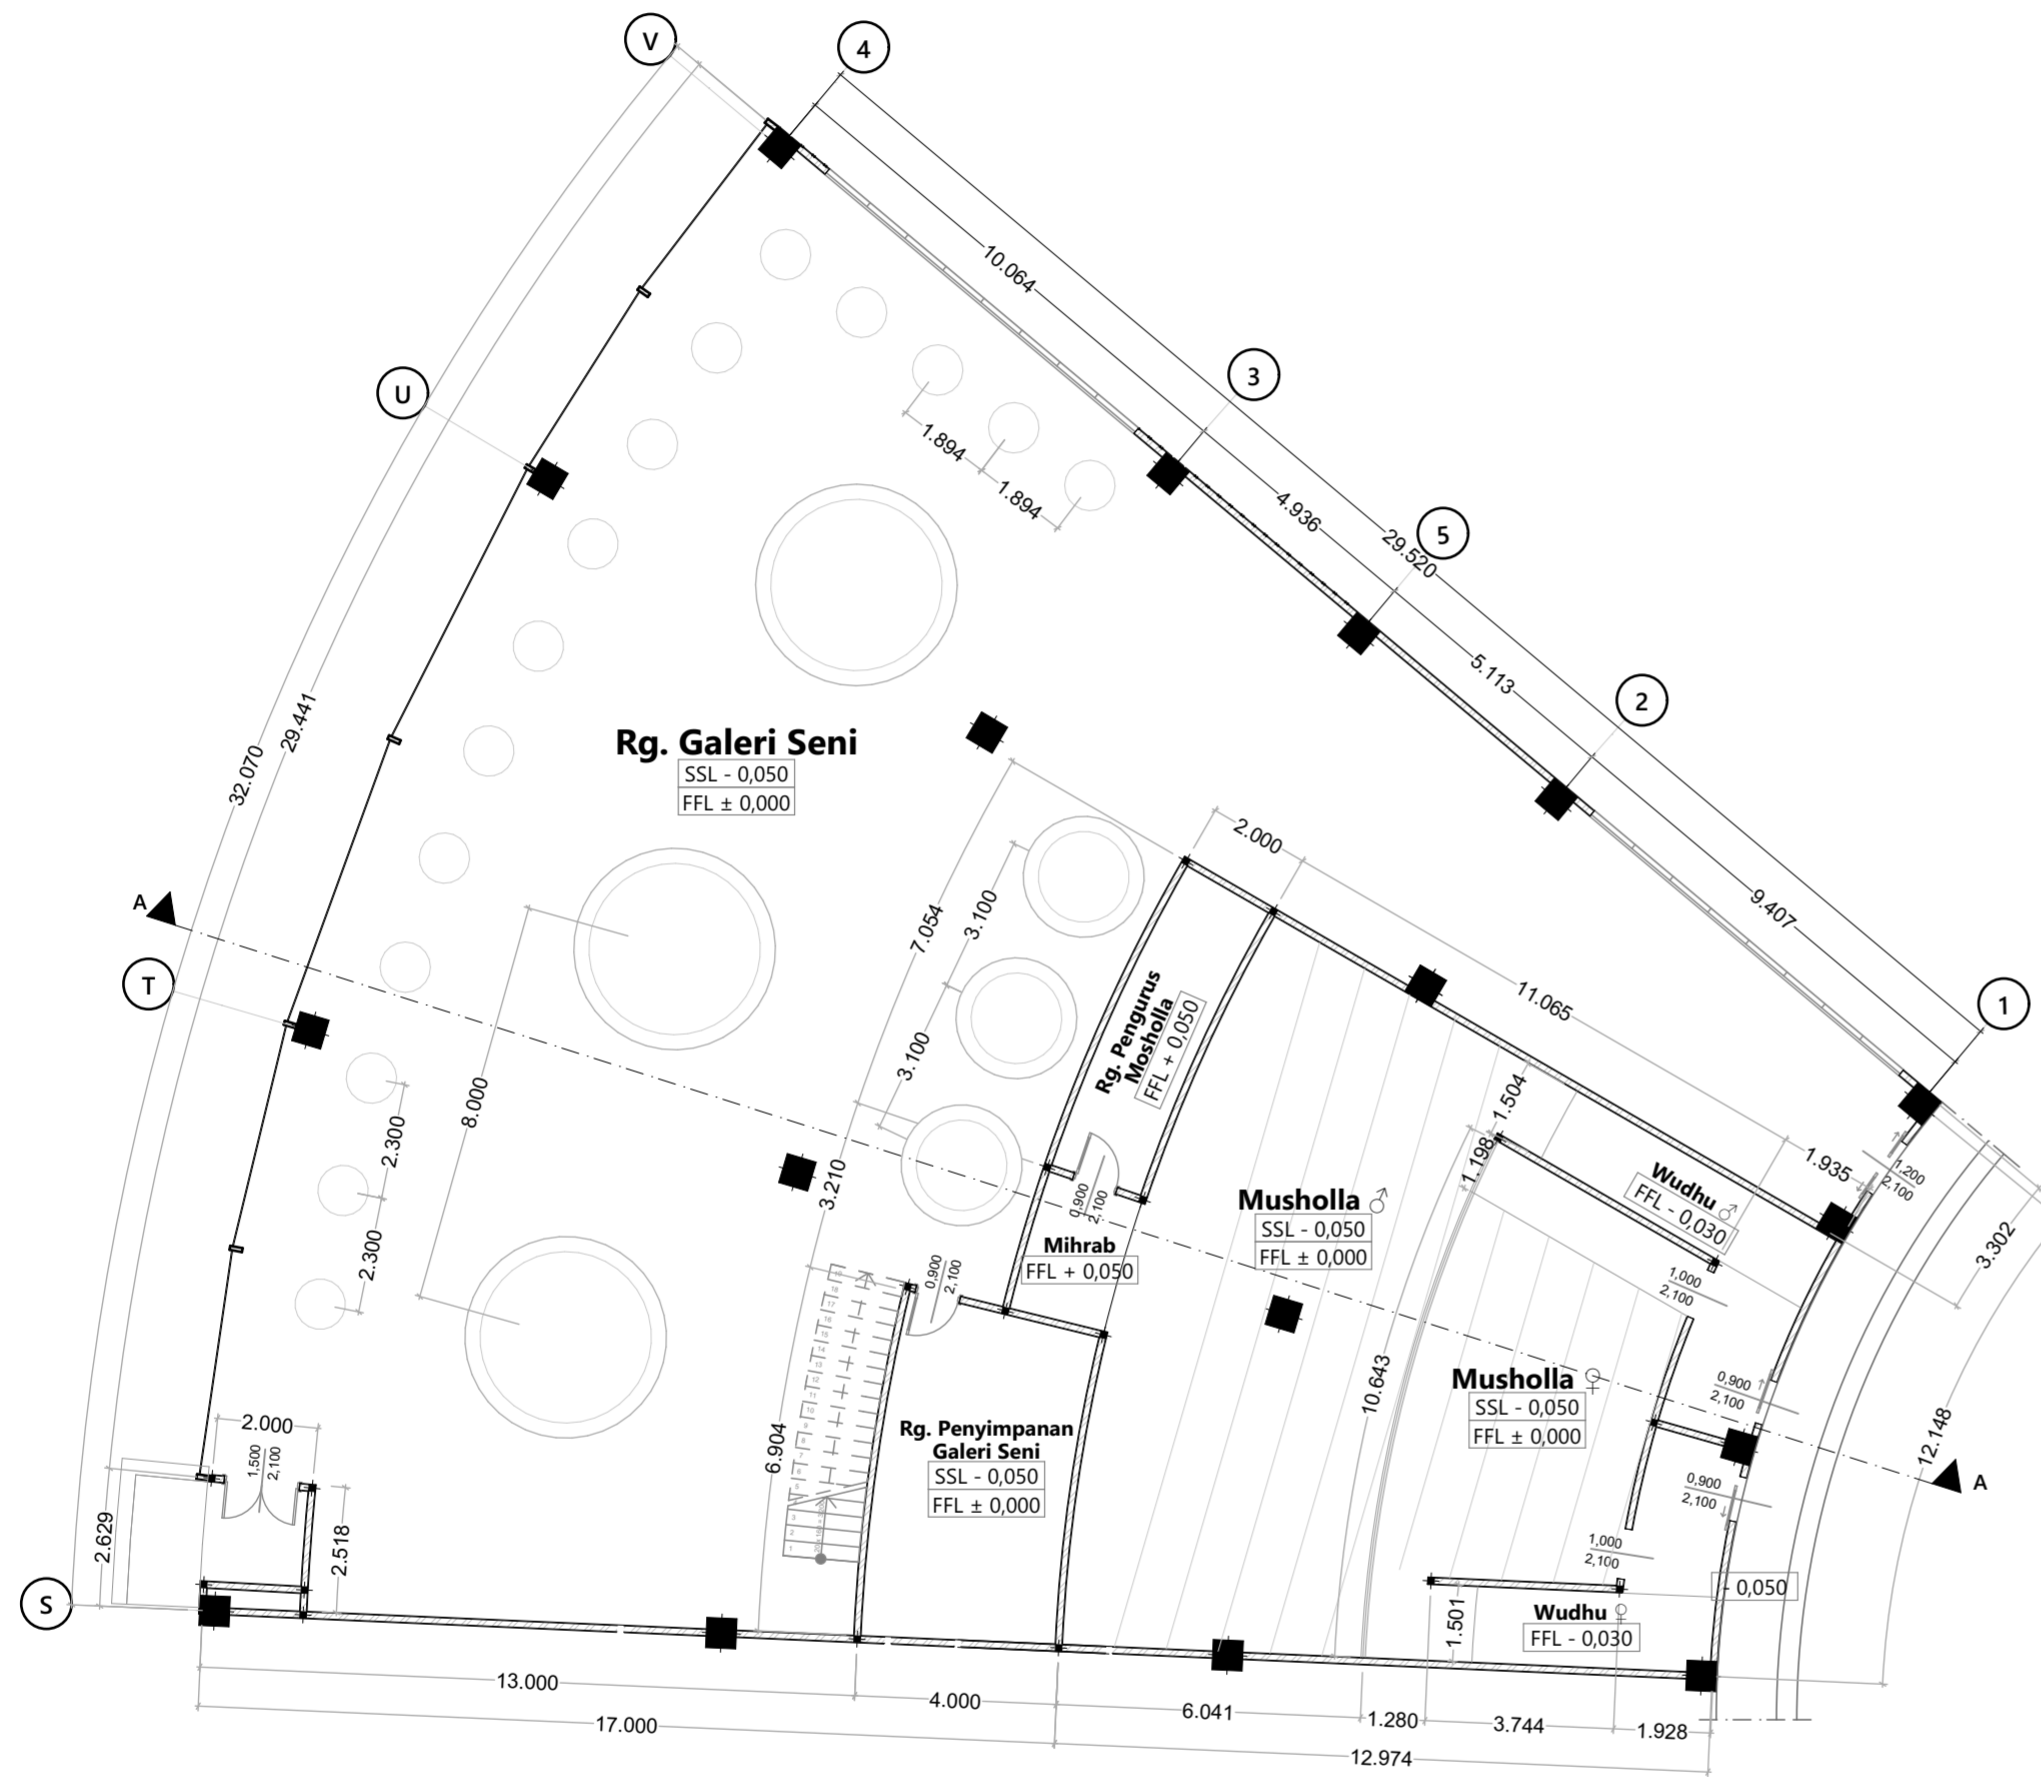 V
4
10.064
3
U
1.894
1.894
4.936
5
29.520
5.113
2
29.441
32.070
Rg. Galeri Seni
SSL - 0,050
FFL ± 0,000
2.000
9.407
A
7.054
3.100
11.065
T
1
Rg. Pengurus
Mosholla
FFL + 0,050
3.100
8.000
2.300
1.504
1.198
1.935
1,200
2,100
3.210
0,900
2,100
Musholla ♂
SSL - 0,050
FFL ± 0,000
Wudhu ♂
FFL - 0,030
3.302
2.300
Mihrab
FFL + 0,050
0,900
2,100
1,000
2,100
10.643
Musholla ♀
SSL - 0,050
FFL ± 0,000
0,900
2,100
12.148
A
2.000
1,500
2,100
6.904
Rg. Penyimpanan
Galeri Seni
SSL - 0,050
FFL ± 0,000
0,900
2,100
2.629
2.518
1,000
2,100
- 0,050
S
1.501
Wudhu ♀
FFL - 0,030
13.000
4.000
6.041
1.280
3.744
1.928
17.000
12.974